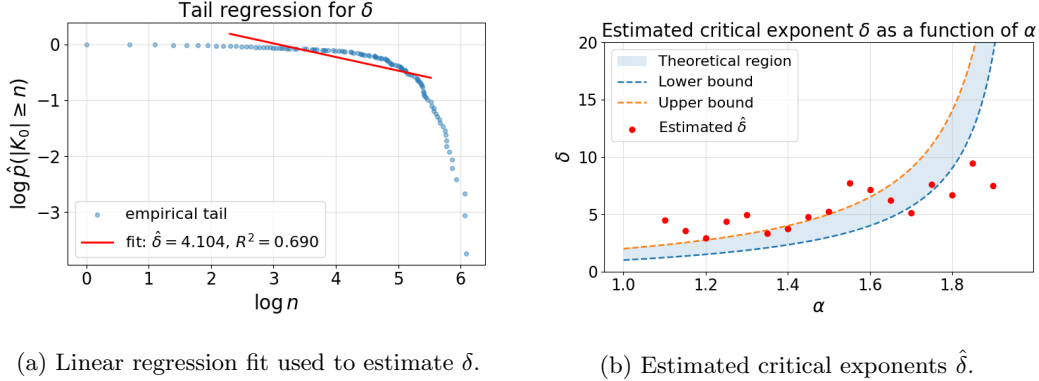 Tail regression for δ
0
−1
−2
−3
log p̂(|K₀| ≥ n)
empirical tail
fit: δ̂ = 4.104, R² = 0.690
0 1 2 3 4 5 6
log n
(a) Linear regression fit used to estimate δ.
Estimated critical exponent δ as a function of α
20
15
10
5
0
δ
Theoretical region
Lower bound
Upper bound
Estimated δ̂
1.0 1.2 1.4 1.6 1.8
α
(b) Estimated critical exponents δ̂.